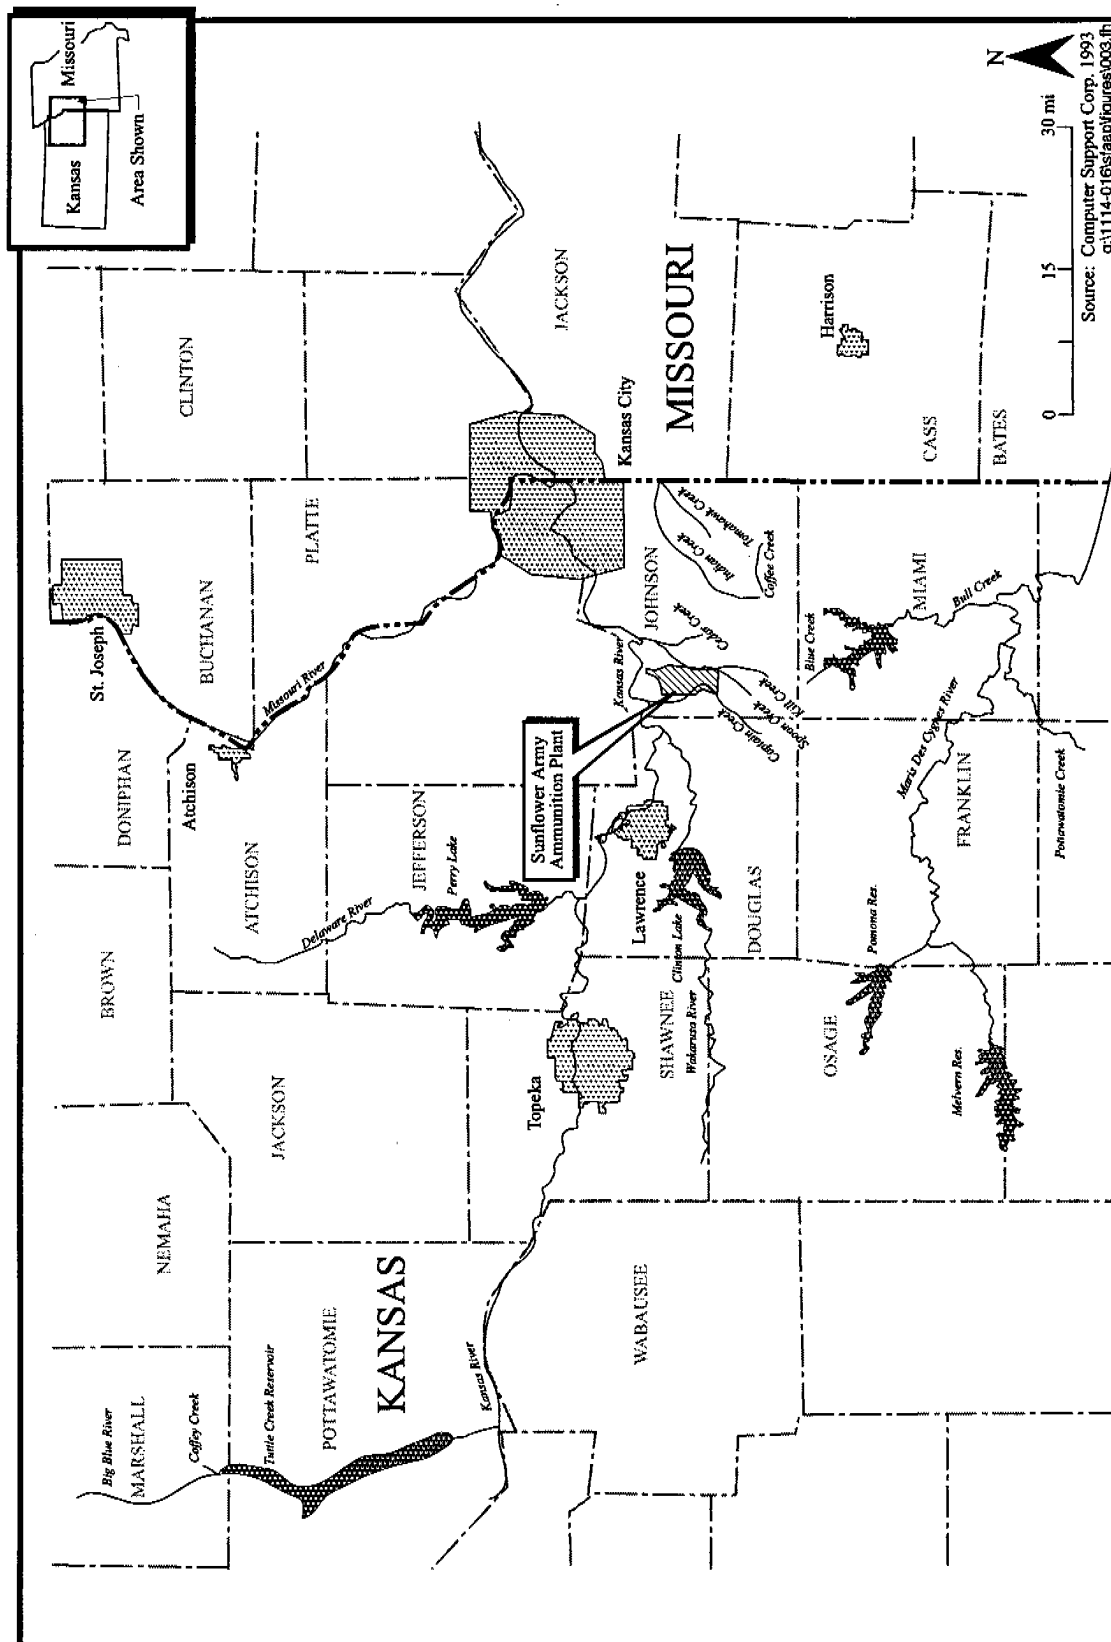 Missouri
Kansas
Area Shown
N
Big Blue River
MARSHALL
Coffey Creek
Tuttle Creek Reservoir
POTTAWATOMIE
KANSAS
Kansas River
NEMAHA
JACKSON
WABAUSEE
BROWN
DONIPHAN
ATCHISON
Atchison
Delaware River
JEFFERSON
Perry Lake
Topeka
SHAWNEE
Wakarusa River
Clinton Lake
Lawrence
DOUGLAS
OSAGE
Pomona Res.
Melvern Res.
Sunflower Army
Ammunition Plant
St. Joseph
BUCHANAN
Missouri River
PLATTE
CLINTON
Kansas City
JACKSON
MISSOURI
Kansas River
JOHNSON
Cedar Creek
Indian Creek
Tomahawk Creek
Coffee Creek
Kill Creek
Spoon Creek
Captain Creek
Blue Creek
MIAMI
Bull Creek
Maris Des Cygnes River
FRANKLIN
Pottawatomie Creek
Harrison
CASS
BATES
0 15 30 mi
Source: Computer Support Corp. 1993